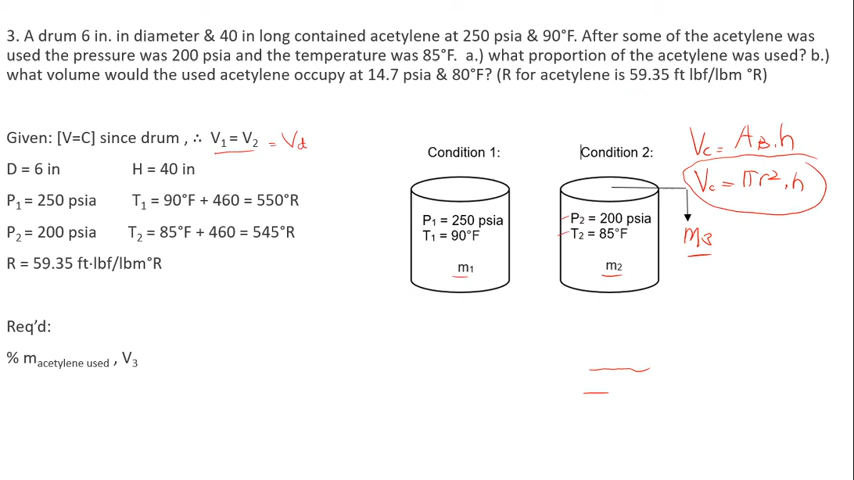 3. A drum 6 in. in diameter & 40 in long contained acetylene at 250 psia & 90°F. After some of the acetylene was
used the pressure was 200 psia and the temperature was 85°F. a.) what proportion of the acetylene was used? b.)
what volume would the used acetylene occupy at 14.7 psia & 80°F? (R for acetylene is 59.35 ft lbf/lbm °R)
Given: [V=C] since drum , ∴ V₁ = V₂ = Vd
D = 6 in H = 40 in
P₁ = 250 psia T₁ = 90°F + 460 = 550°R
P₂ = 200 psia T₂ = 85°F + 460 = 545°R
R = 59.35 ft·lbf/lbm°R
Req'd:
% m acetylene used , V₃
Condition 1:
P₁ = 250 psia
T₁ = 90°F
m₁
Condition 2:
P₂ = 200 psia
T₂ = 85°F
m₂
Vc = AB.h
Vc = πr².h
m3